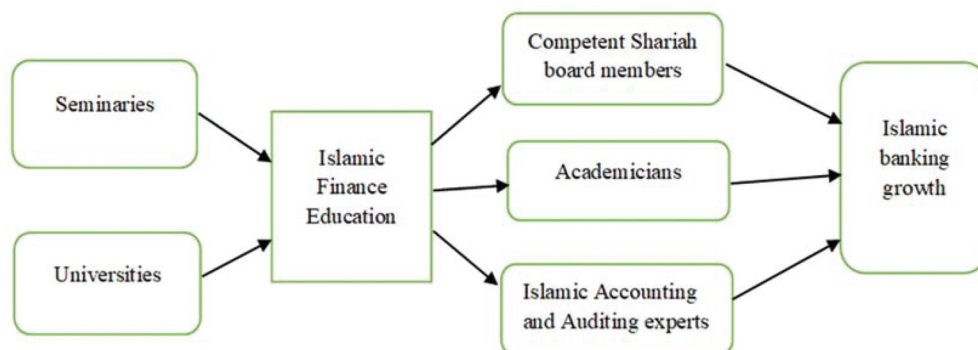 Seminaries
Universities
Islamic
Finance
Education
Competent Shariah
board members
Academicians
Islamic Accounting
and Auditing experts
Islamic
banking
growth